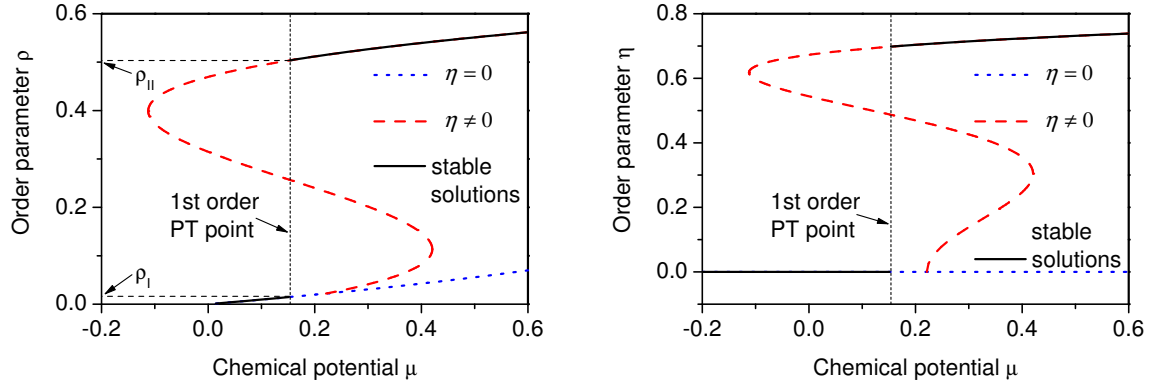 Order parameter ρ
0.6
0.4
0.2
0.0
ρII
ρI
η = 0
η ≠ 0
stable
solutions
1st order
PT point
-0.2 0.0 0.2 0.4 0.6
Chemical potential μ
Order parameter η
0.8
0.6
0.4
0.2
0.0
η = 0
η ≠ 0
1st order
PT point
stable
solutions
-0.2 0.0 0.2 0.4 0.6
Chemical potential μ